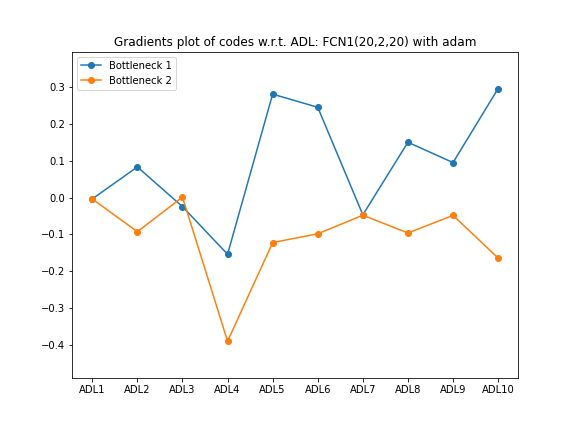 Gradients plot of codes w.r.t. ADL: FCN1(20,2,20) with adam
Bottleneck 1
Bottleneck 2
0.3
0.2
0.1
0.0
−0.1
−0.2
−0.3
−0.4
ADL1 ADL2 ADL3 ADL4 ADL5 ADL6 ADL7 ADL8 ADL9 ADL10